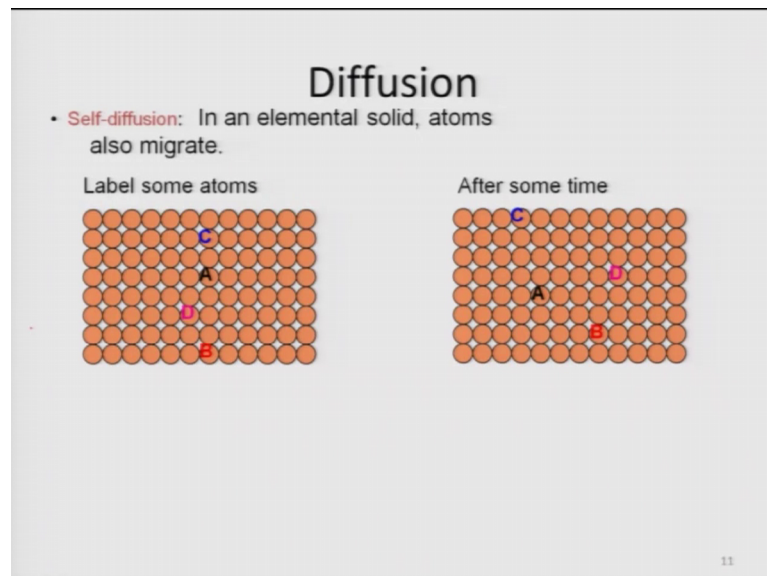 Diffusion
• Self-diffusion: In an elemental solid, atoms
also migrate.
Label some atoms
After some time
C
A
D
B
C
D
A
B
11